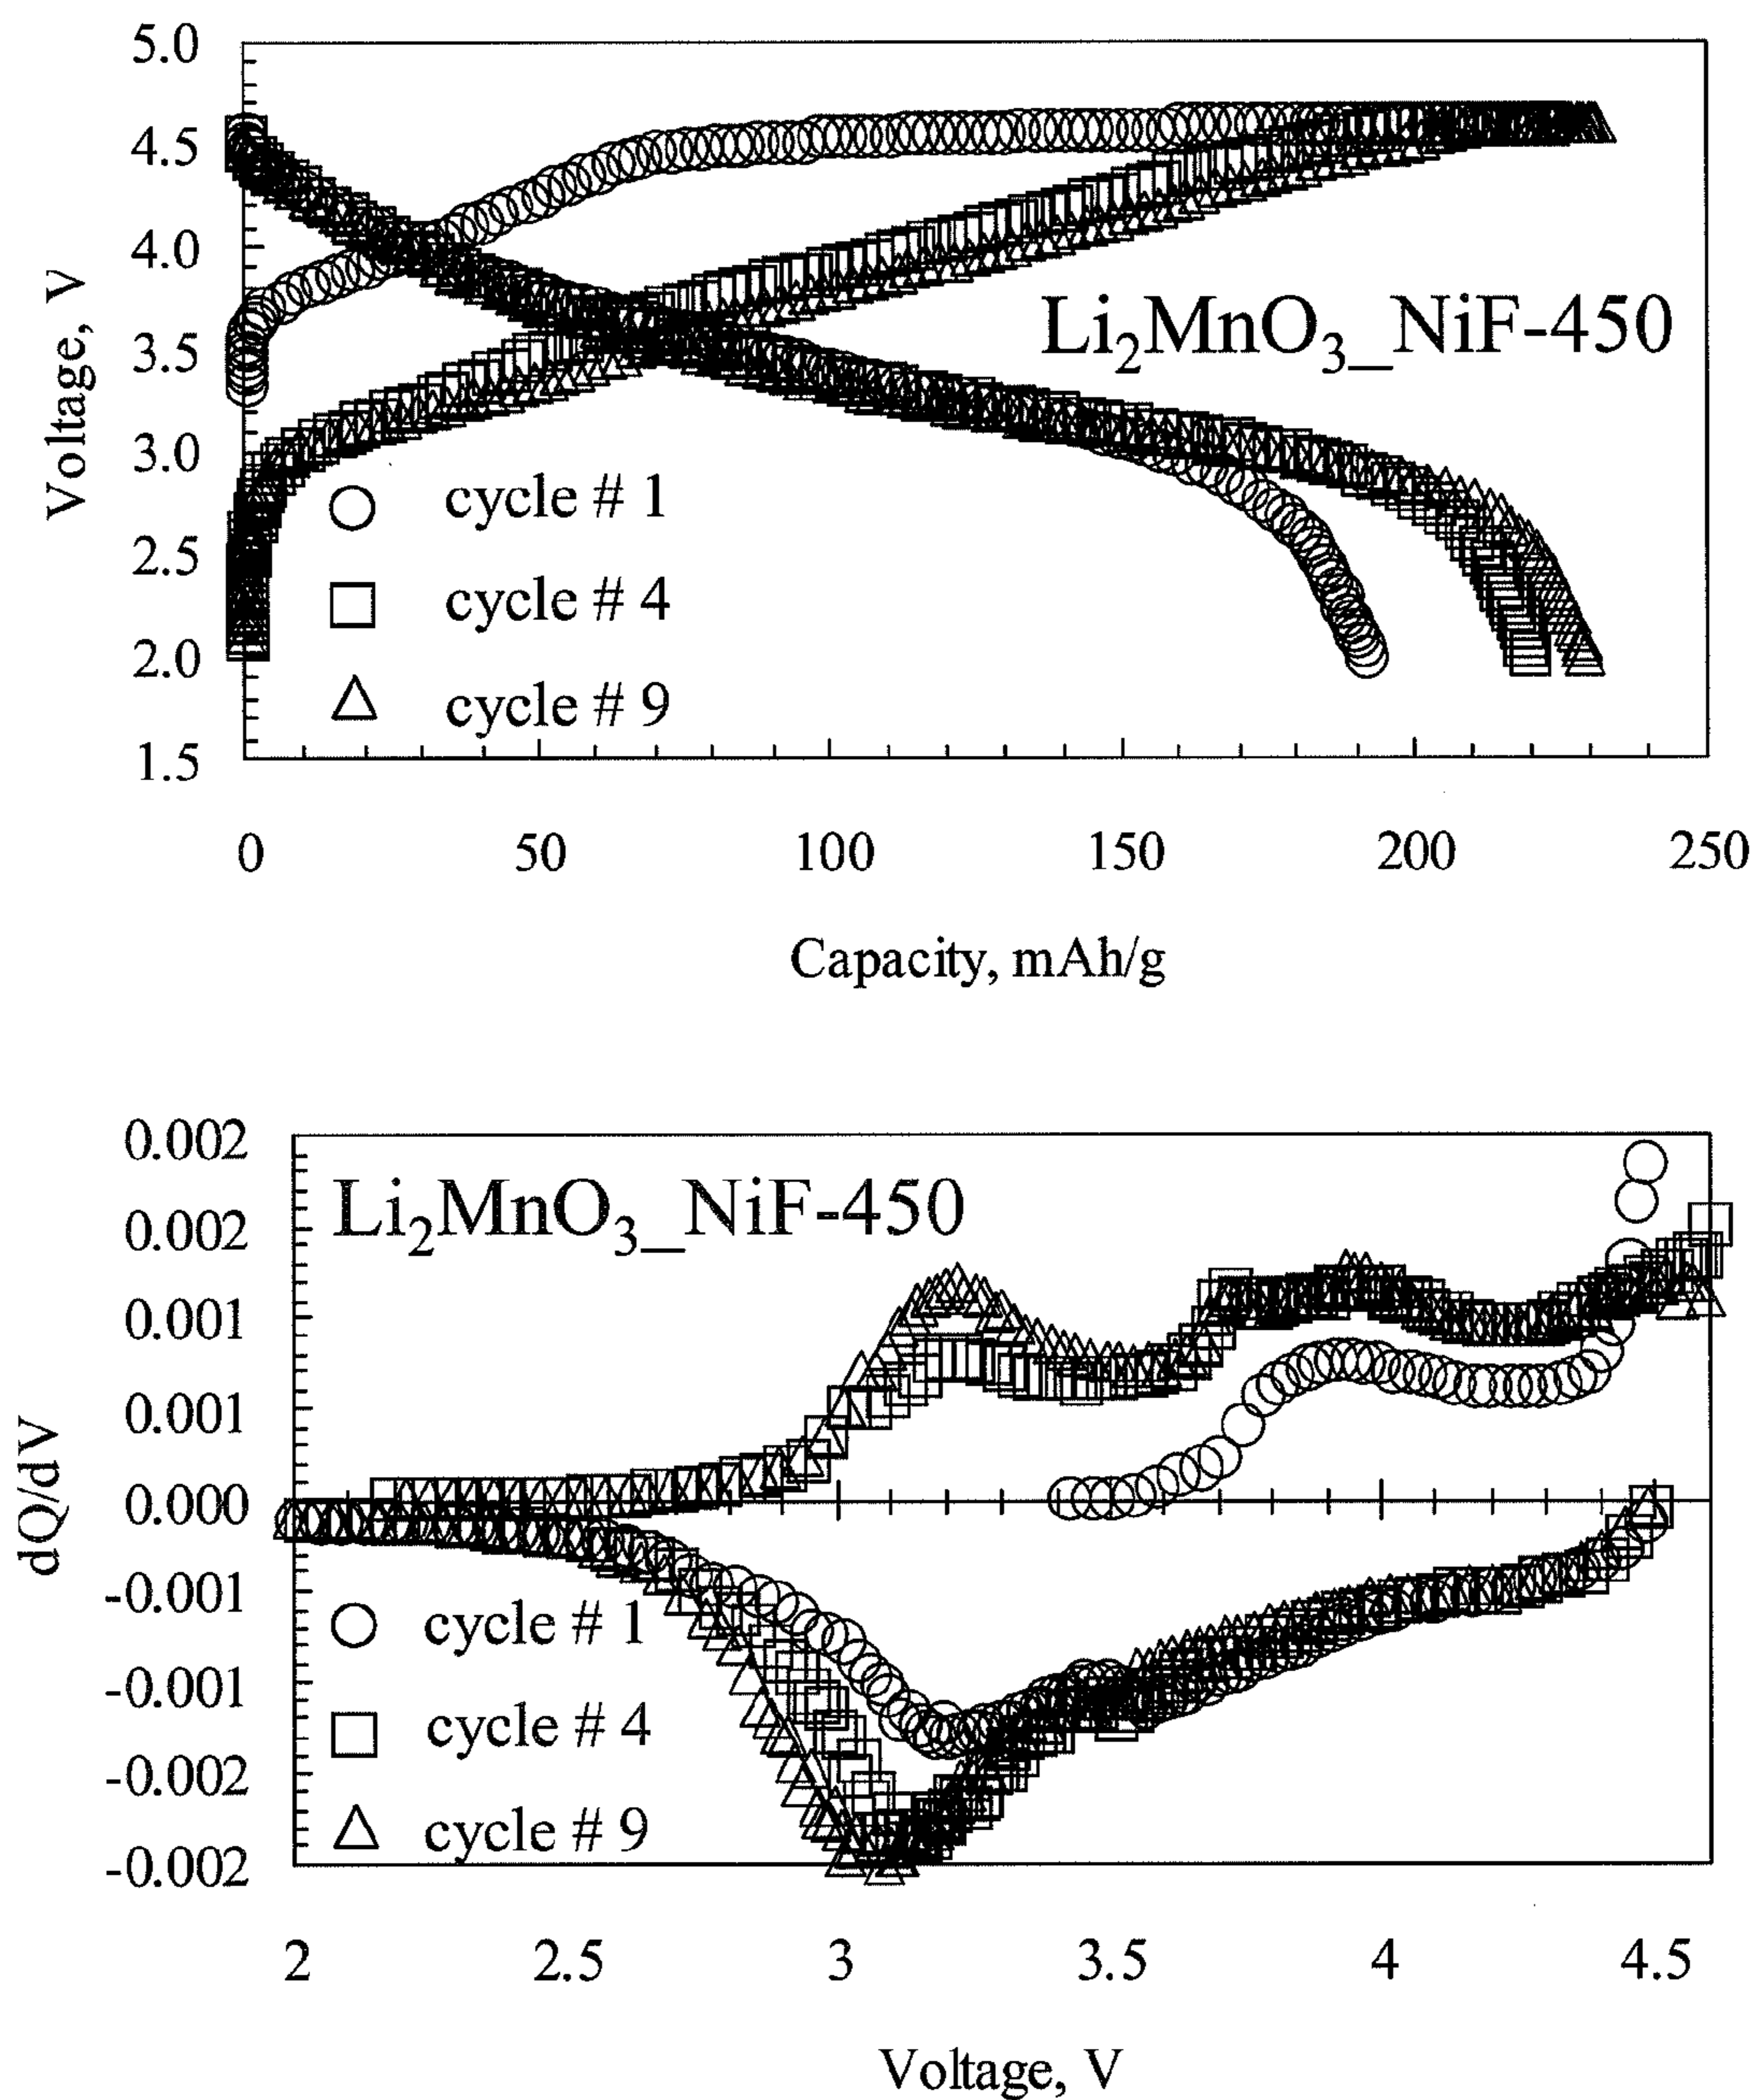 5.0
4.5
4.0
3.5
3.0
2.5
2.0
1.5
Voltage, V
Li₂MnO₃_NiF-450
cycle # 1
cycle # 4
cycle # 9
0 50 100 150 200 250
Capacity, mAh/g
0.002
0.002
0.001
0.001
0.000
-0.001
-0.001
-0.002
-0.002
dQ/dV
Li₂MnO₃_NiF-450
cycle # 1
cycle # 4
cycle # 9
2 2.5 3 3.5 4 4.5
Voltage, V